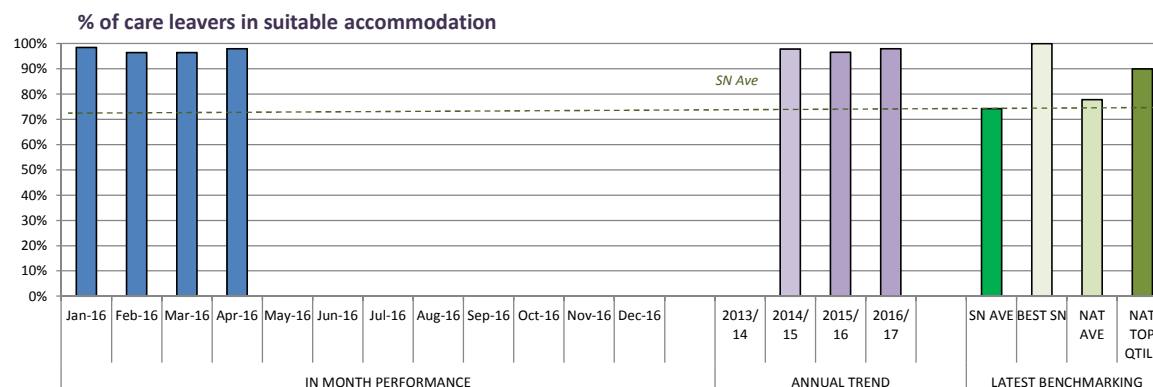 % of care leavers in suitable accommodation
100%
90%
80%
70%
60%
50%
40%
30%
20%
10%
0%
SN Ave
Jan-16 Feb-16 Mar-16 Apr-16 May-16 Jun-16 Jul-16 Aug-16 Sep-16 Oct-16 Nov-16 Dec-16 2013/ 2014/ 2015/ 2016/ SN AVE BEST SN NAT NAT
14 15 16 17 AVE TOP
QTIL
IN MONTH PERFORMANCE ANNUAL TREND LATEST BENCHMARKING